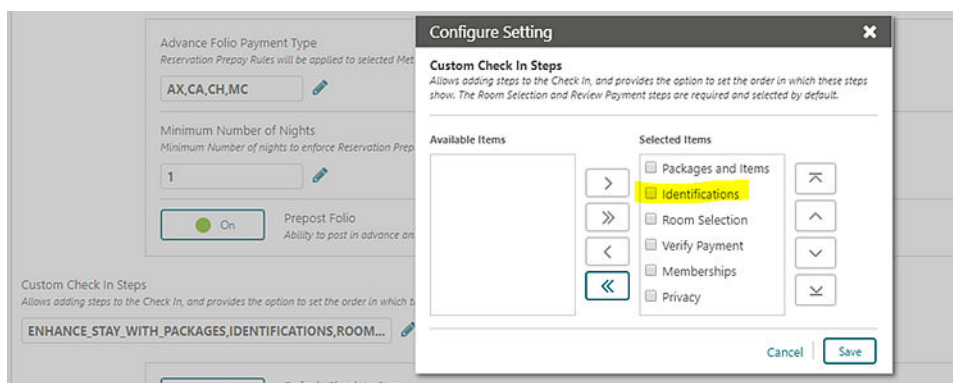 Advance Folio Payment Type
Reservation Prepay Rules will be applied to selected Met
AX,CA,CH,MC
Minimum Number of Nights
Minimum Number of nights to enforce Reservation Prep
1
On
Prepost Folio
Ability to post in advance an
Custom Check In Steps
Allows adding steps to the Check In, and provides the option to set the order in which t
ENHANCE_STAY_WITH_PACKAGES,IDENTIFICATIONS,ROOM...
Configure Setting
Custom Check In Steps
Allows adding steps to the Check In, and provides the option to set the order in which these steps
show. The Room Selection and Review Payment steps are required and selected by default.
Available Items
Selected Items
Packages and Items
Identifications
Room Selection
Verify Payment
Memberships
Privacy
Cancel
Save